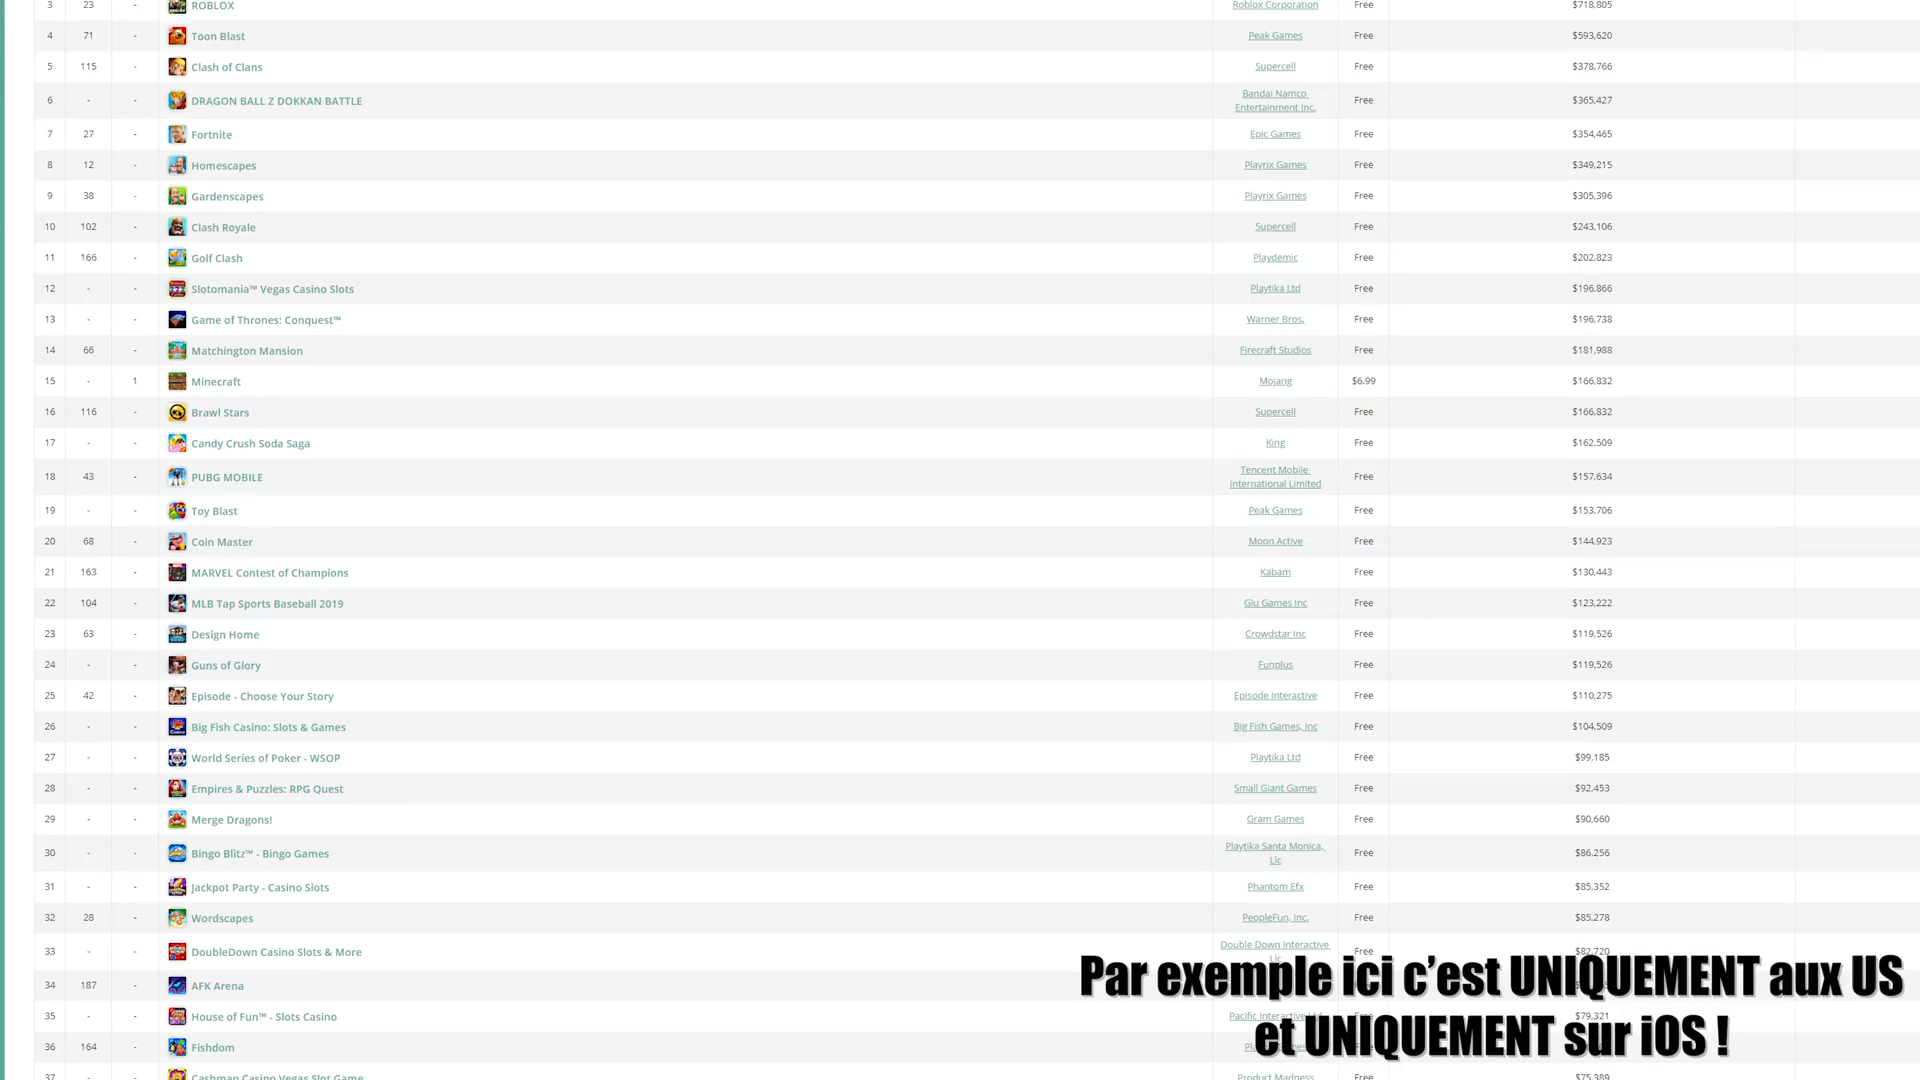 3 23 - ROBLOX Roblox Corporation Free $718,805
4 71 - Toon Blast Peak Games Free $593,620
5 115 - Clash of Clans Supercell Free $378,766
6 - - DRAGON BALL Z DOKKAN BATTLE Bandai Namco Entertainment Inc. Free $365,427
7 27 - Fortnite Epic Games Free $354,465
8 12 - Homescapes Playrix Games Free $349,215
9 38 - Gardenscapes Playrix Games Free $305,396
10 102 - Clash Royale Supercell Free $243,106
11 166 - Golf Clash Playdemic Free $202,823
12 - - Slotomania™ Vegas Casino Slots Playtika Ltd Free $196,866
13 - - Game of Thrones: Conquest™ Warner Bros. Free $196,738
14 66 - Matchington Mansion Firecraft Studios Free $181,988
15 - 1 Minecraft Mojang $6.99 $166,832
16 116 - Brawl Stars Supercell Free $166,832
17 - - Candy Crush Soda Saga King Free $162,509
18 43 - PUBG MOBILE Tencent Mobile International Limited Free $157,634
19 - - Toy Blast Peak Games Free $153,706
20 68 - Coin Master Moon Active Free $144,923
21 163 - MARVEL Contest of Champions Kabam Free $130,443
22 104 - MLB Tap Sports Baseball 2019 Glu Games Inc Free $123,222
23 63 - Design Home Crowdstar Inc Free $119,526
24 - - Guns of Glory Funplus Free $119,526
25 42 - Episode - Choose Your Story Episode Interactive Free $110,275
26 - - Big Fish Casino: Slots & Games Big Fish Games, Inc Free $104,509
27 - - World Series of Poker - WSOP Playtika Ltd Free $99,185
28 - - Empires & Puzzles: RPG Quest Small Giant Games Free $92,453
29 - - Merge Dragons! Gram Games Free $90,660
30 - - Bingo Blitz™ - Bingo Games Playtika Santa Monica, Llc Free $86,256
31 - - Jackpot Party - Casino Slots Phantom Efx Free $85,352
32 28 - Wordscapes PeopleFun, Inc. Free $85,278
33 - - DoubleDown Casino Slots & More Double Down Interactive Llc Free $82,720
34 187 - AFK Arena
35 - - House of Fun™ - Slots Casino Pacific Interactive Free $79,321
36 164 - Fishdom
37 - - Cashman Casino Vegas Slot Game Product Madness Free $75,389
Par exemple ici c'est UNIQUEMENT aux US
et UNIQUEMENT sur iOS !